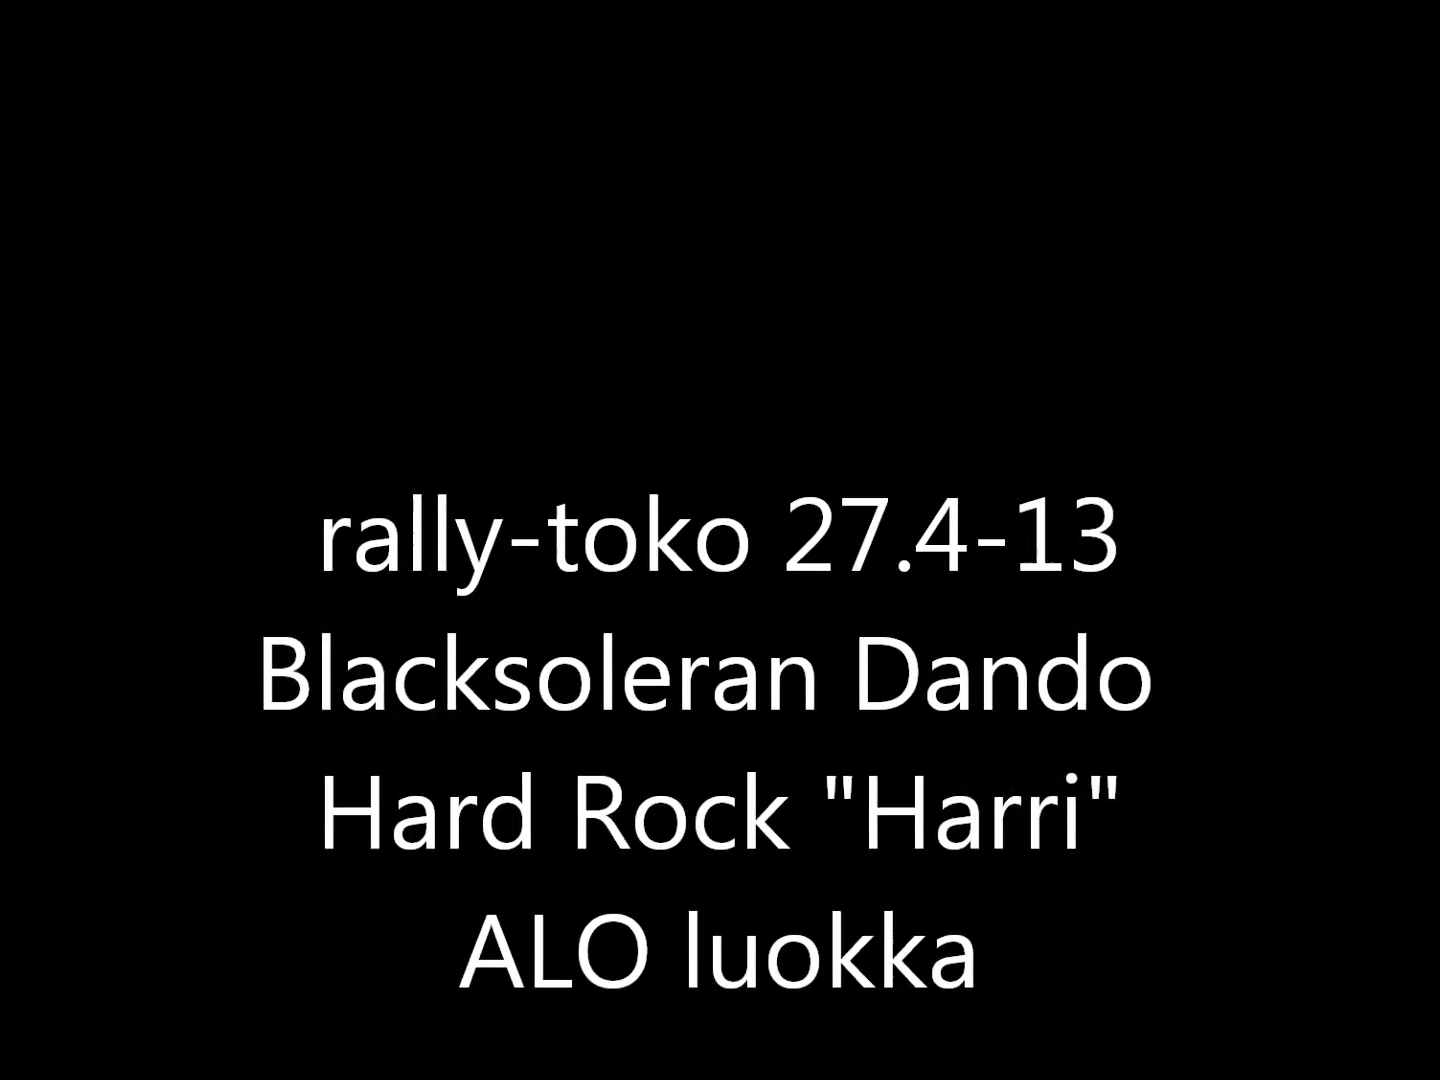 rally-toko 27.4-13
Blacksoleran Dando
Hard Rock "Harri"
ALO luokka